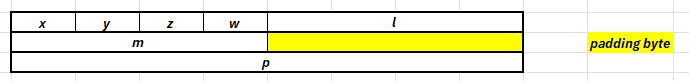 x y z w l
m padding byte
p